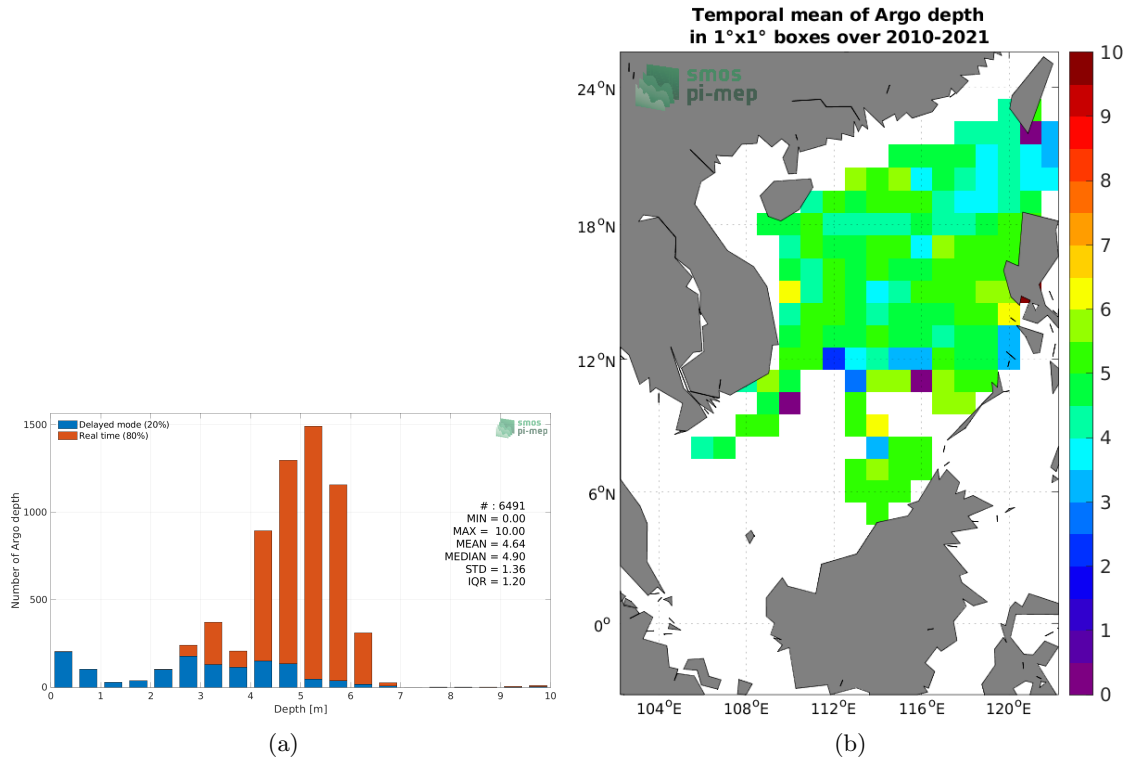 Temporal mean of Argo depth
in 1°x1° boxes over 2010-2021
smos
pi-mep
24°N
18°N
12°N
6°N
0°
104°E
108°E
112°E
116°E
120°E
10
9
8
7
6
5
4
3
2
1
0
Delayed mode (20%)
Real time (80%)
smos
pi-mep
# : 6491
MIN = 0.00
MAX = 10.00
MEAN = 4.64
MEDIAN = 4.90
STD = 1.36
IQR = 1.20
Number of Argo depth
1500
1000
500
0
0 1 2 3 4 5 6 7 8 9 10
Depth [m]
(a)
(b)